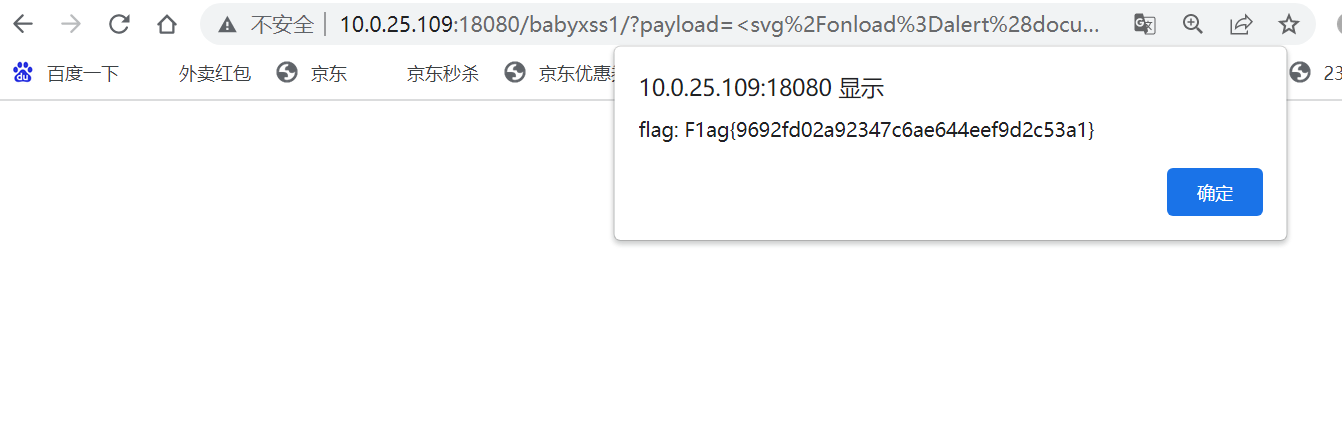 不安全 10.0.25.109:18080/babyxss1/?payload=<svg%2Fonload%3Dalert%28docu...
百度一下 外卖红包 京东 京东秒杀 京东优惠 23
10.0.25.109:18080 显示
flag: F1ag{9692fd02a92347c6ae644eef9d2c53a1}
确定